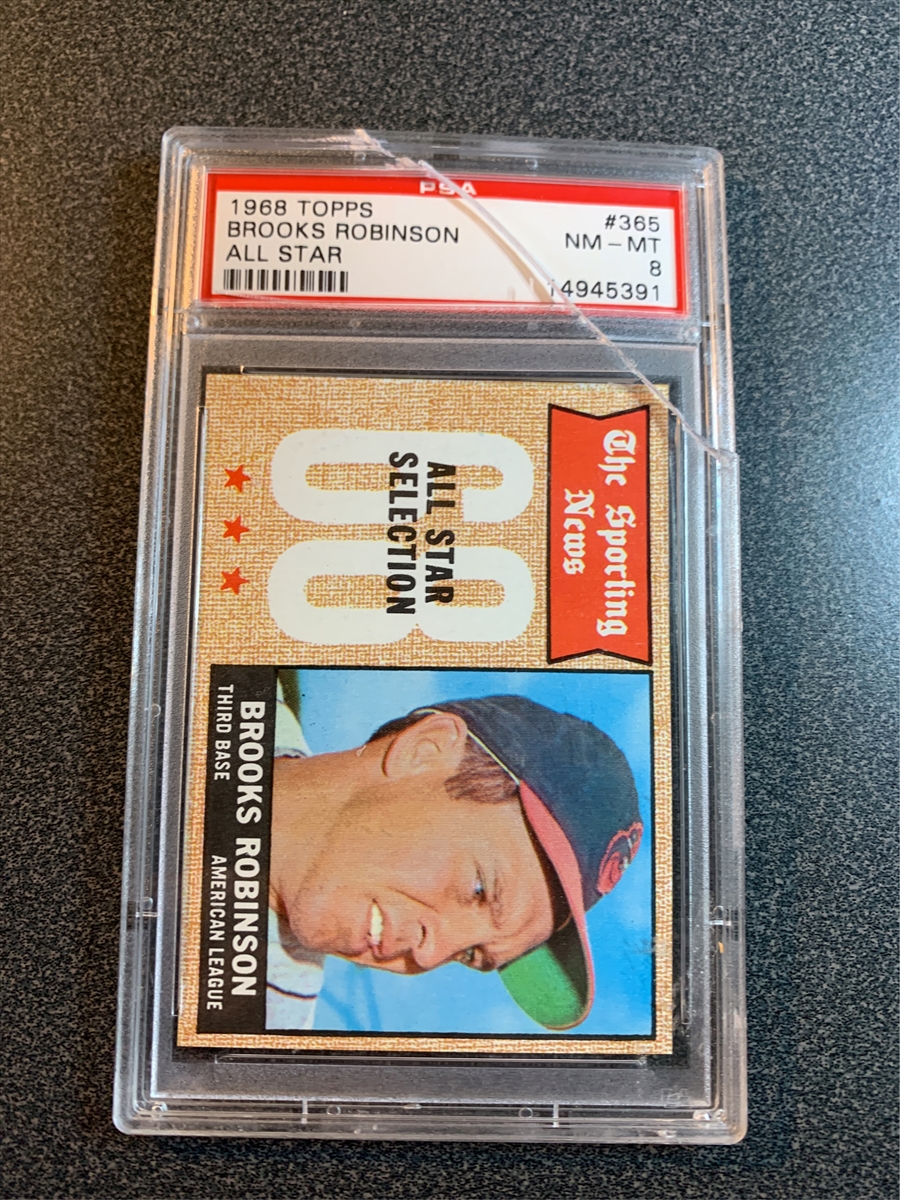 PSA
1968 TOPPS #365
BROOKS ROBINSON NM - MT
ALL STAR 8
14945391
The Sporting
News
68
ALL STAR
SELECTION
BROOKS ROBINSON
THIRD BASE AMERICAN LEAGUE